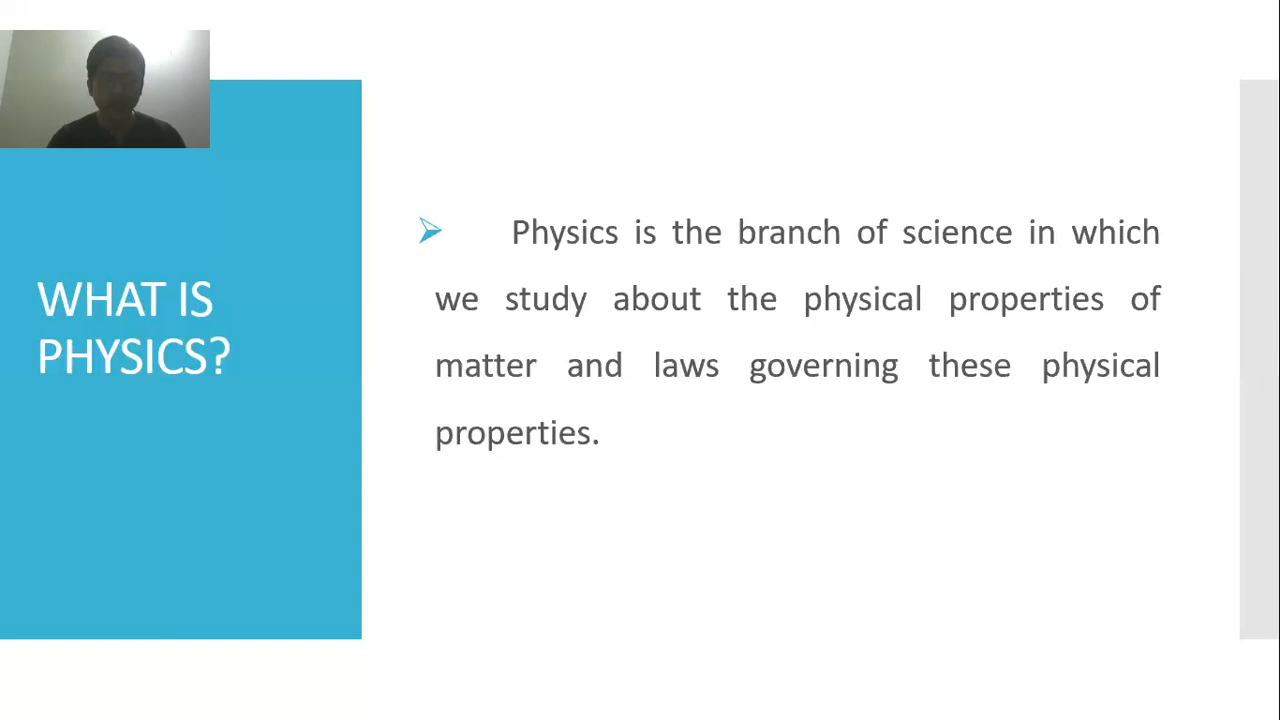 WHAT IS
PHYSICS?
Physics is the branch of science in which
we study about the physical properties of
matter and laws governing these physical
properties.